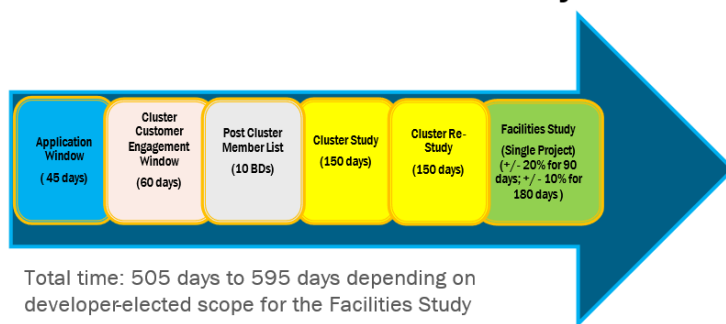 Application
Window
( 45 days)
Cluster
Customer
Engagement
Window
(60 days)
Post Cluster
Member List
(10 BDs)
Cluster Study
(150 days)
Cluster Re-
Study
(150 days)
Facilities Study
(Single Project)
(+/- 20% for 90
days; +/- 10% for
180 days )
Total time: 505 days to 595 days depending on
developer-elected scope for the Facilities Study